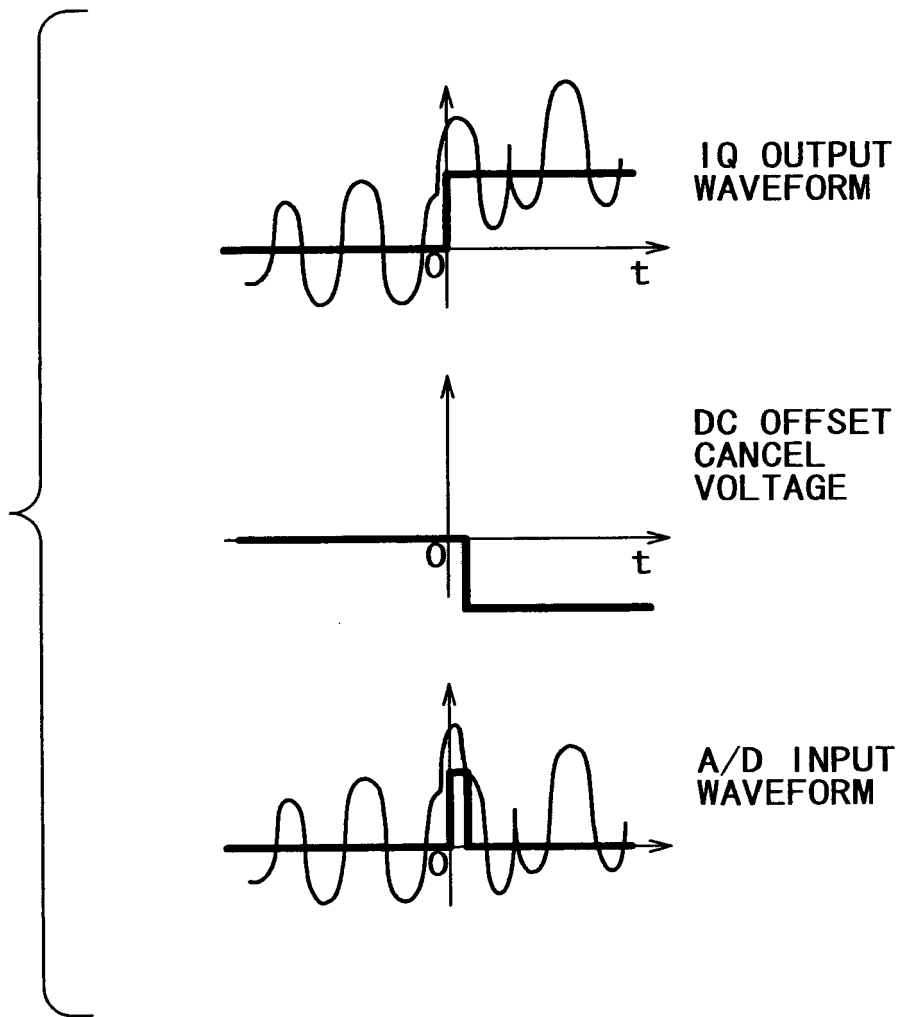 IQ OUTPUT
WAVEFORM
0
t
DC OFFSET
CANCEL
VOLTAGE
0
t
A/D INPUT
WAVEFORM
0